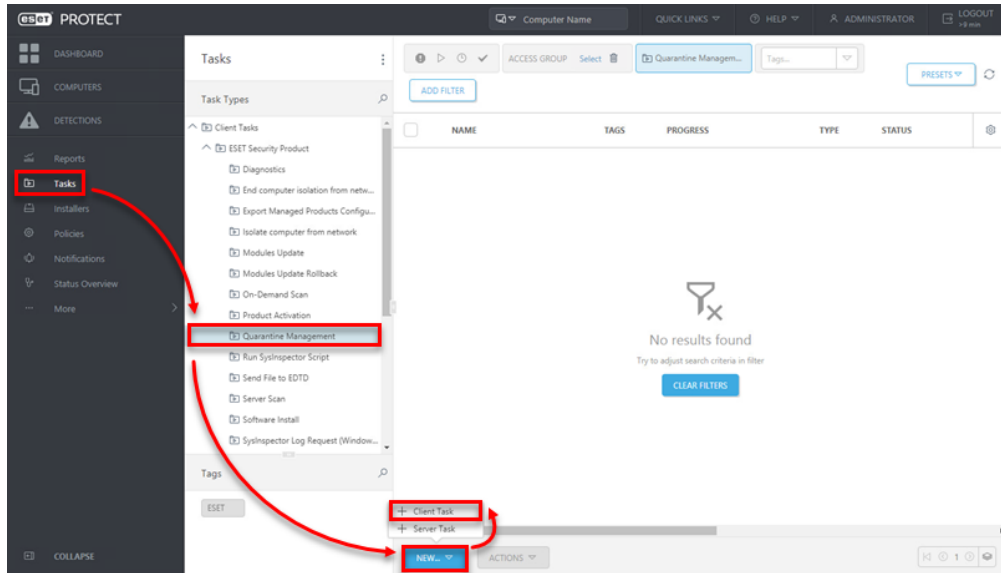 eset PROTECT
Computer Name
QUICK LINKS
HELP
ADMINISTRATOR
LOGOUT
>9 min
DASHBOARD
COMPUTERS
DETECTIONS
Reports
Tasks
Installers
Policies
Notifications
Status Overview
More
COLLAPSE
Tasks
Task Types
Client Tasks
ESET Security Product
Diagnostics
End computer isolation from netw...
Export Managed Products Configu...
Isolate computer from network
Modules Update
Modules Update Rollback
On-Demand Scan
Product Activation
Quarantine Management
Run SysInspector Script
Send File to EDTD
Server Scan
Software Install
SysInspector Log Request (Window...
Tags
ESET
ACCESS GROUP Select
Quarantine Managem...
Tags...
ADD FILTER
PRESETS
NAME TAGS PROGRESS TYPE STATUS
No results found
Try to adjust search criteria in filter
CLEAR FILTERS
Client Task
Server Task
NEW...
ACTIONS
1